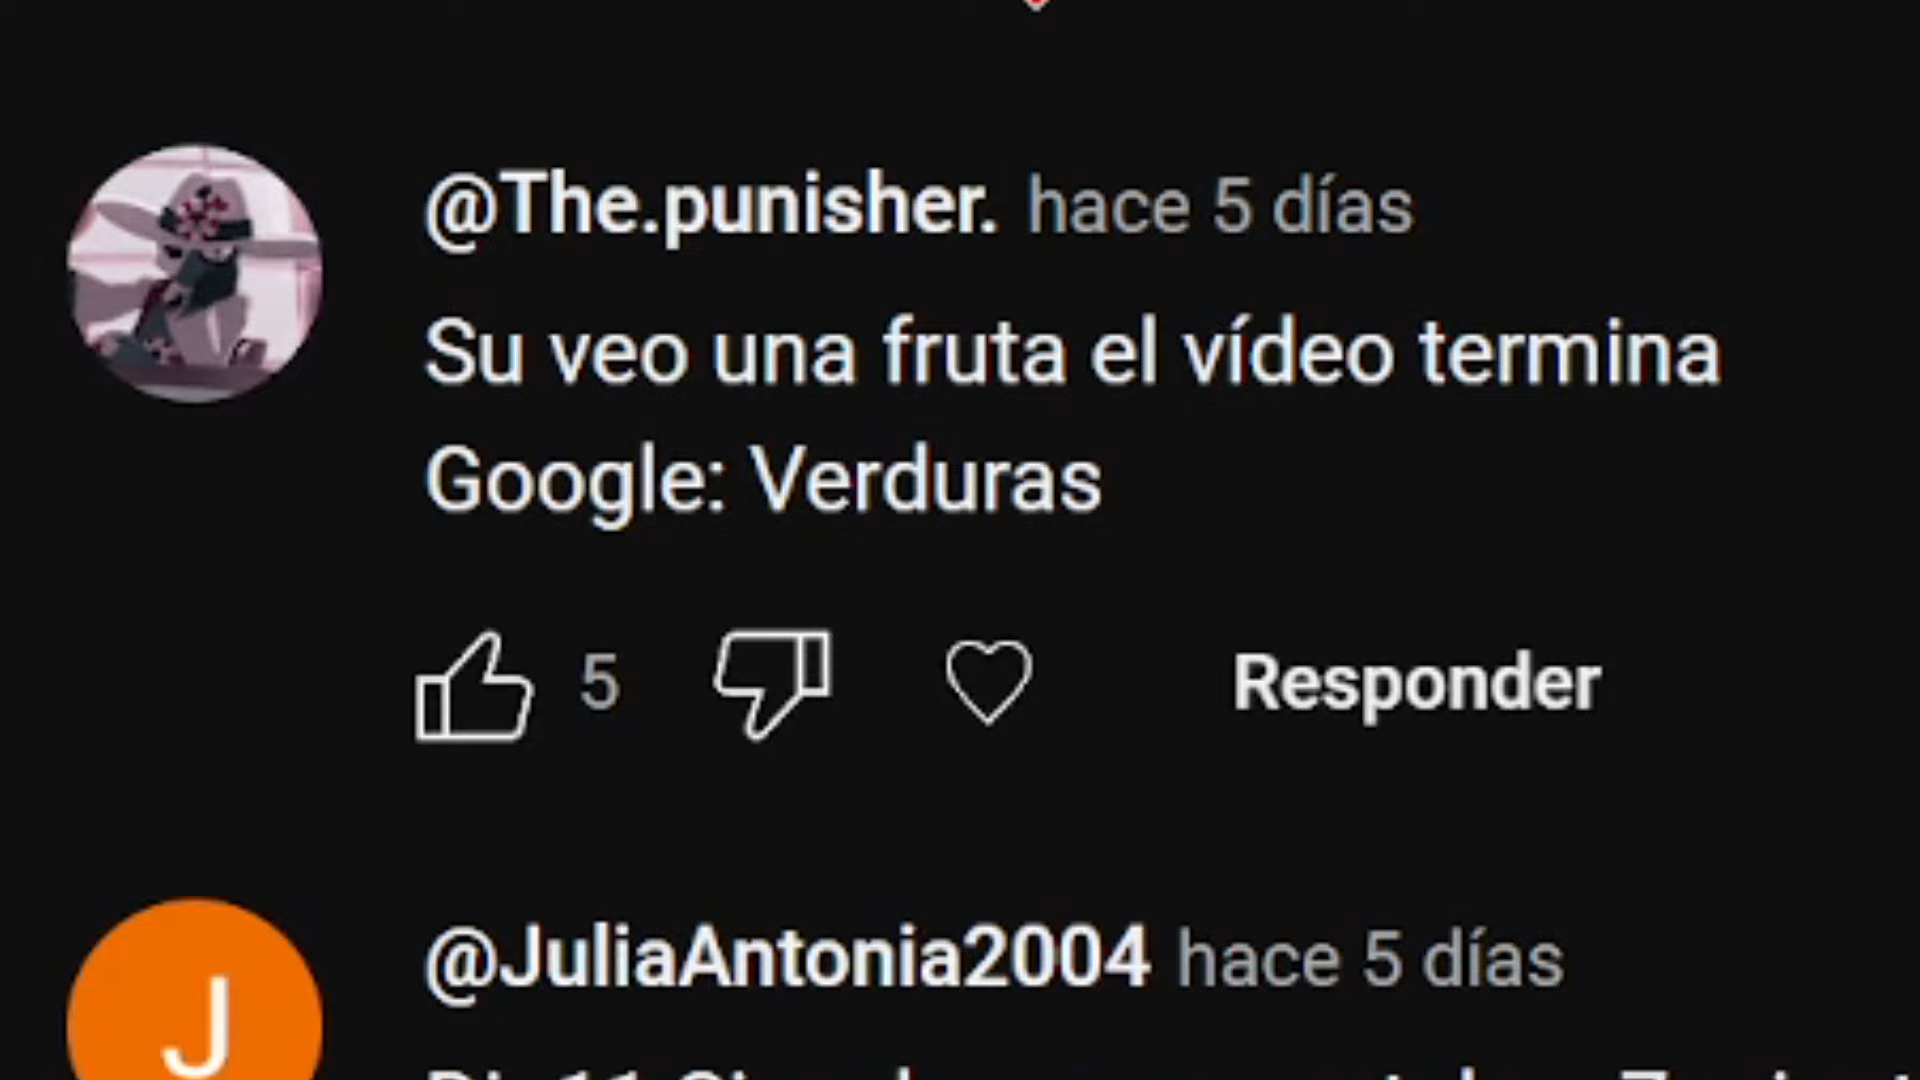 @The.punisher. hace 5 días
Su veo una fruta el vídeo termina
Google: Verduras
5
Responder
J
@JuliaAntonia2004 hace 5 días